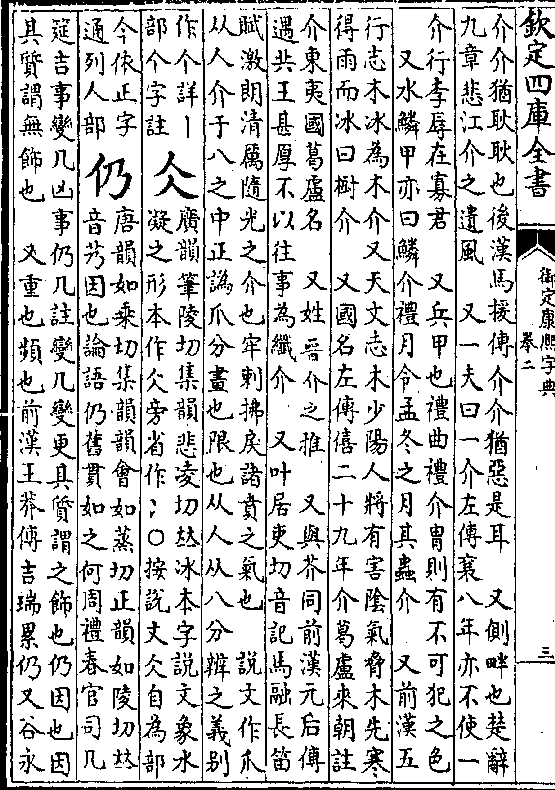 欽定四庫全書
御定康熙字典
卷二
三
介介猶耿耿也後漢馬援傳介介猶惡是耳　又側畔也楚辭
九章悲江介之遺風　又一夫曰一介左傳襄八年亦不使一
介行李辱在寡君　又兵甲也禮曲禮介冑則有不可犯之色
又水鱗甲亦曰鱗介禮月令孟冬之月其蟲介　又前漢五
行志木冰為木介又天文志木少陽人將有害陰氣脅木先寒
得雨而冰曰樹介　又國名左傳僖二十九年介葛盧來朝註
介東夷國葛盧名　又姓晉介之推　又與芥同前漢元后傳
遇共王甚厚不以往事為纖介　又叶居吏切音記馬融長笛
賦激朗清厲隨光之介也牢剌拂戾諸賁之氣也　說文作爪
从人介于八之中正譌爪分畫也限也从人从八分辨之義别
作个詳丨
部个字註
仌
廣韻筆陵切集韻悲凌切𠀤冰本字說文象水
凝之形本作仌旁省作冫○按說文仌自為部
今依正字
通列人部
仍
唐韻如乗切集韻韻會如蒸切正韻如陵切𠀤
音艿因也論語仍舊貫如之何周禮春官司几
筵吉事變几凶事仍几註變几變更其質謂之飾也仍因也因
其質謂無飾也　又重也頻也前漢王莽傳吉瑞累仍又谷永